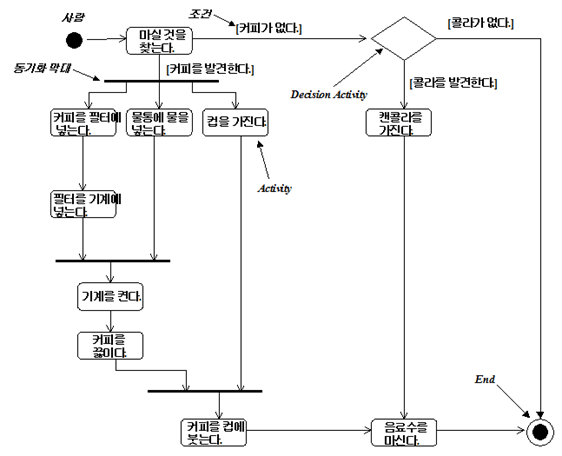 사람
조건
마실 것을
찾는다.
[커피가 없다.]
[콜라가 없다.]
동기화 막대
[커피를 발견한다.]
Decision Activity
[콜라를 발견한다]
커피를 필터에
넣는다.
물통에 물을
넣는다.
컵을 가진다.
캔콜라를
가진다.
Activity
필터를 기계에
넣는다.
기계를 켠다.
커피를
끓이다.
End
커피를 컵에
붓는다.
음료수를
마신다.